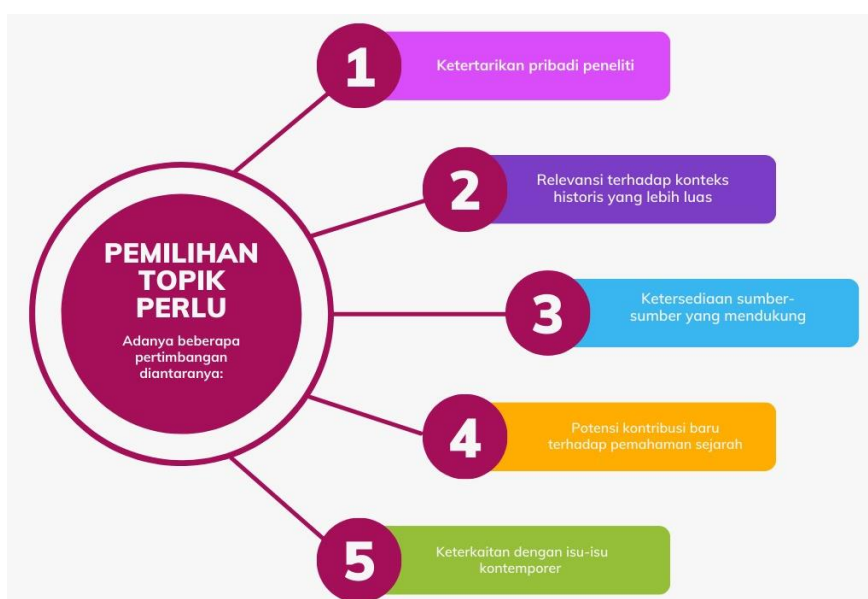 PEMILIHAN
TOPIK
PERLU
Adanya beberapa
pertimbangan
diantaranya:
1
Ketertarikan pribadi peneliti
2
Relevansi terhadap konteks
historis yang lebih luas
3
Ketersediaan sumber-
sumber yang mendukung
4
Potensi kontribusi baru
terhadap pemahaman sejarah
5
Keterkaitan dengan isu-isu
kontemporer